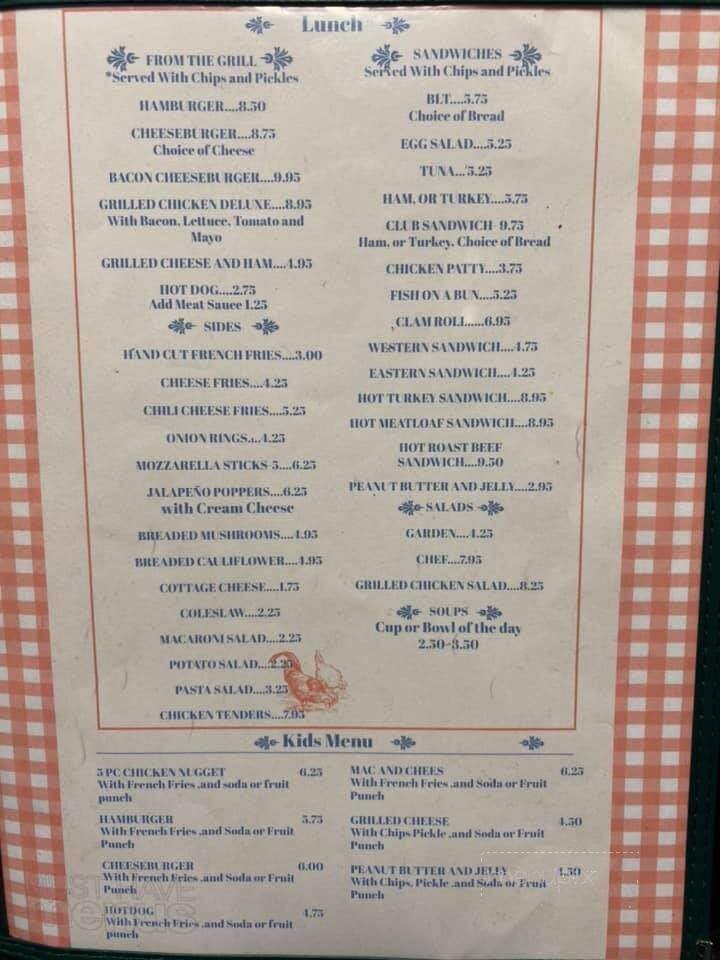 Lunch
FROM THE GRILL
*Served With Chips and Pickles
HAMBURGER....8.50
CHEESEBURGER....8.75
Choice of Cheese
BACON CHEESEBURGER....9.95
GRILLED CHICKEN DELUXE....8.95
With Bacon, Lettuce, Tomato and
Mayo
GRILLED CHEESE AND HAM....4.95
HOT DOG....2.75
Add Meat Sauce 1.25
SIDES
HAND CUT FRENCH FRIES....3.00
CHEESE FRIES....4.25
CHILI CHEESE FRIES....5.25
ONION RINGS....4.25
MOZZARELLA STICKS-5....6.25
JALAPEÑO POPPERS....6.25
with Cream Cheese
BREADED MUSHROOMS....4.95
BREADED CAULIFLOWER....4.95
COTTAGE CHEESE....1.75
COLESLAW....2.25
MACARONI SALAD....2.25
POTATO SALAD....2.25
PASTA SALAD....3.25
CHICKEN TENDERS....7.95
SANDWICHES
Served With Chips and Pickles
BLT....5.75
Choice of Bread
EGG SALAD....5.25
TUNA....5.25
HAM, OR TURKEY....5.75
CLUB SANDWICH- 9.75
Ham, or Turkey. Choice of Bread
CHICKEN PATTY....3.75
FISH ON A BUN....5.25
CLAM ROLL......6.95
WESTERN SANDWICH....4.75
EASTERN SANDWICH....4.25
HOT TURKEY SANDWICH....8.95
HOT MEATLOAF SANDWICH....8.95
HOT ROAST BEEF
SANDWICH....9.50
PEANUT BUTTER AND JELLY....2.95
SALADS
GARDEN....4.25
CHEF....7.95
GRILLED CHICKEN SALAD....8.25
SOUPS
Cup or Bowl of the day
2.50-3.50
Kids Menu
5 PC CHICKEN NUGGET 6.25
With French Fries ,and soda or fruit
punch
HAMBURGER 5.75
With French Fries ,and Soda or Fruit
Punch
CHEESEBURGER 6.00
With French Fries ,and Soda or Fruit
Punch
HOTDOG 4.75
With French Fries ,and Soda or fruit
punch
MAC AND CHEES 6.25
With French Fries ,and Soda or Fruit
Punch
GRILLED CHEESE 4.50
With Chips Pickle ,and Soda or Fruit
Punch
PEANUT BUTTER AND JELLY 4.50
With Chips, Pickle ,and Soda or Fruit
Punch